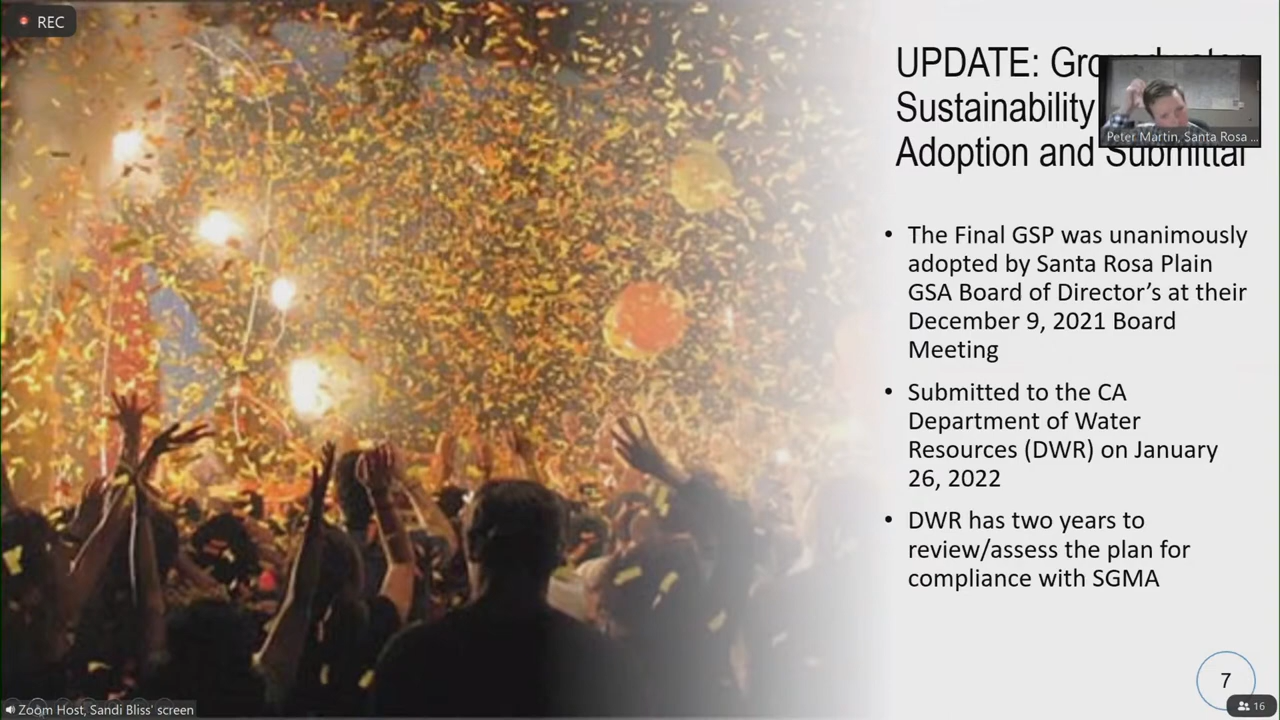 REC
UPDATE: Groundwater
Sustainability
Adoption and Submittal
Peter Martin, Santa Rosa ...
• The Final GSP was unanimously
adopted by Santa Rosa Plain
GSA Board of Director's at their
December 9, 2021 Board
Meeting
• Submitted to the CA
Department of Water
Resources (DWR) on January
26, 2022
• DWR has two years to
review/assess the plan for
compliance with SGMA
7
16
Zoom Host, Sandi Bliss' screen